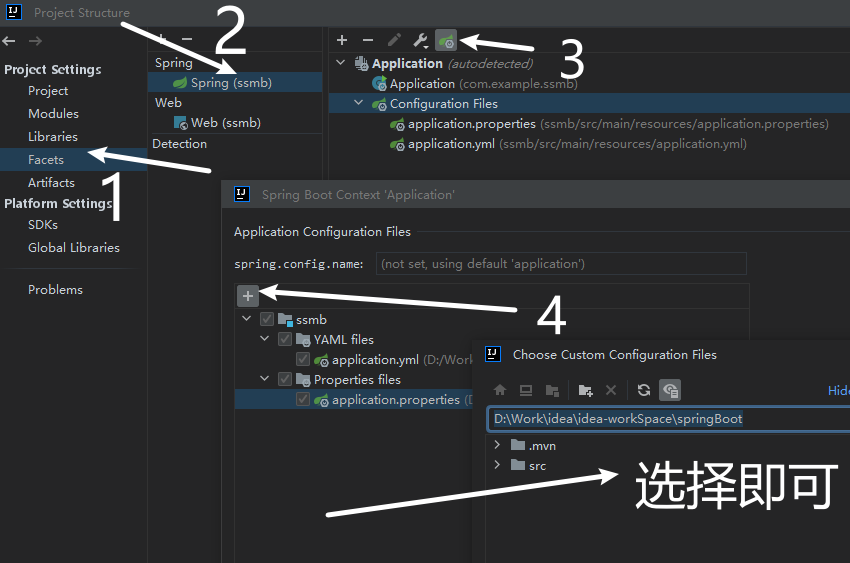 Project Structure
Project Settings
Project
Modules
Libraries
Facets
Artifacts
Platform Settings
SDKs
Global Libraries
Problems
1
2
Spring
Spring (ssmb)
Web
Web (ssmb)
Detection
3
Application (autodetected)
Application (com.example.ssmb)
Configuration Files
application.properties (ssmb/src/main/resources/application.properties)
application.yml (ssmb/src/main/resources/application.yml)
Spring Boot Context 'Application'
Application Configuration Files
spring.config.name: (not set, using default 'application')
4
ssmb
YAML files
application.yml (D:/Work
Properties files
application.properties (D
Choose Custom Configuration Files
Hide
D:\Work\idea\idea-workSpace\springBoot
.mvn
src
选择即可